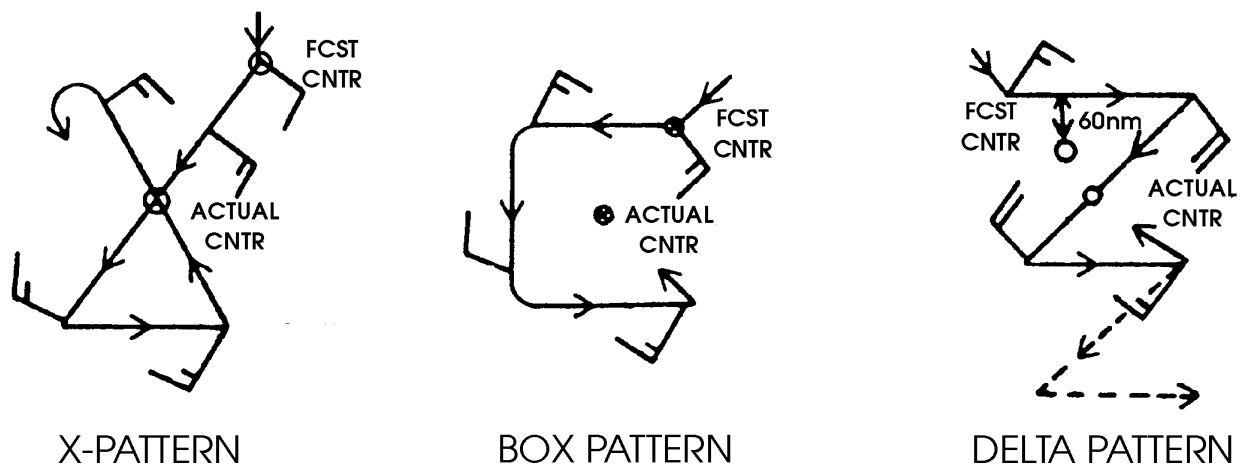 FCST
CNTR
ACTUAL
CNTR
X-PATTERN
FCST
CNTR
ACTUAL
CNTR
BOX PATTERN
FCST
CNTR
60nm
ACTUAL
CNTR
DELTA PATTERN